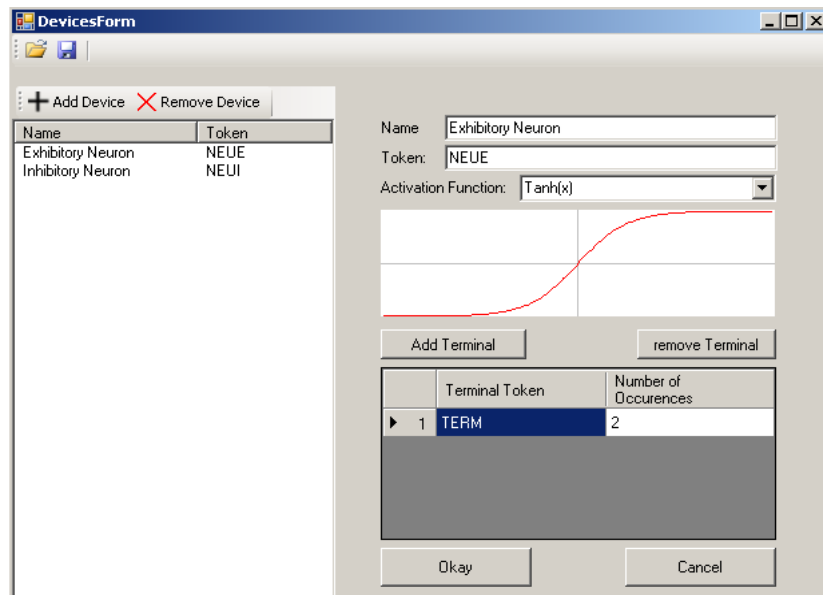 DevicesForm
Add Device Remove Device
Name Token
Exhibitory Neuron NEUE
Inhibitory Neuron NEUI
Name Exhibitory Neuron
Token: NEUE
Activation Function: Tanh(x)
Add Terminal remove Terminal
Terminal Token Number of
Occurences
1 TERM 2
Okay Cancel